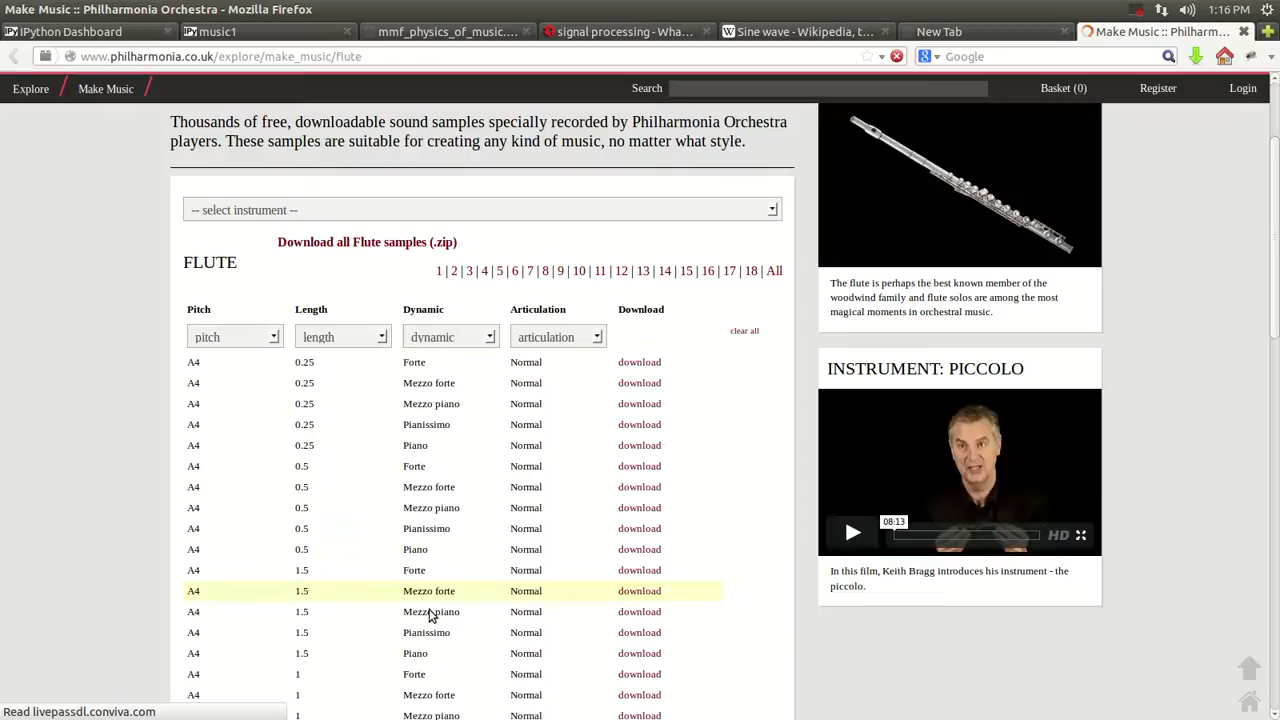 Make Music :: Philharmonia Orchestra - Mozilla Firefox
1:16 PM
IP[y] IPython Dashboard
IP[y] music1
mmf_physics_of_music....
signal processing - Wha...
W Sine wave - Wikipedia, t...
New Tab
Make Music :: Philharm...
www.philharmonia.co.uk/explore/make_music/flute
Google
Explore
Make Music
Search
Basket (0)
Register
Login
Thousands of free, downloadable sound samples specially recorded by Philharmonia Orchestra
players. These samples are suitable for creating any kind of music, no matter what style.
-- select instrument --
Download all Flute samples (.zip)
FLUTE
1 | 2 | 3 | 4 | 5 | 6 | 7 | 8 | 9 | 10 | 11 | 12 | 13 | 14 | 15 | 16 | 17 | 18 | All
Pitch Length Dynamic Articulation Download
pitch length dynamic articulation clear all
A4 0.25 Forte Normal download
A4 0.25 Mezzo forte Normal download
A4 0.25 Mezzo piano Normal download
A4 0.25 Pianissimo Normal download
A4 0.25 Piano Normal download
A4 0.5 Forte Normal download
A4 0.5 Mezzo forte Normal download
A4 0.5 Mezzo piano Normal download
A4 0.5 Pianissimo Normal download
A4 0.5 Piano Normal download
A4 1.5 Forte Normal download
A4 1.5 Mezzo forte Normal download
A4 1.5 Mezzo piano Normal download
A4 1.5 Pianissimo Normal download
A4 1.5 Piano Normal download
A4 1 Forte Normal download
A4 1 Mezzo forte Normal download
A4 1 Mezzo piano Normal download
The flute is perhaps the best known member of the
woodwind family and flute solos are among the most
magical moments in orchestral music.
INSTRUMENT: PICCOLO
08:13
HD
In this film, Keith Bragg introduces his instrument - the
piccolo.
Read livepassdl.conviva.com